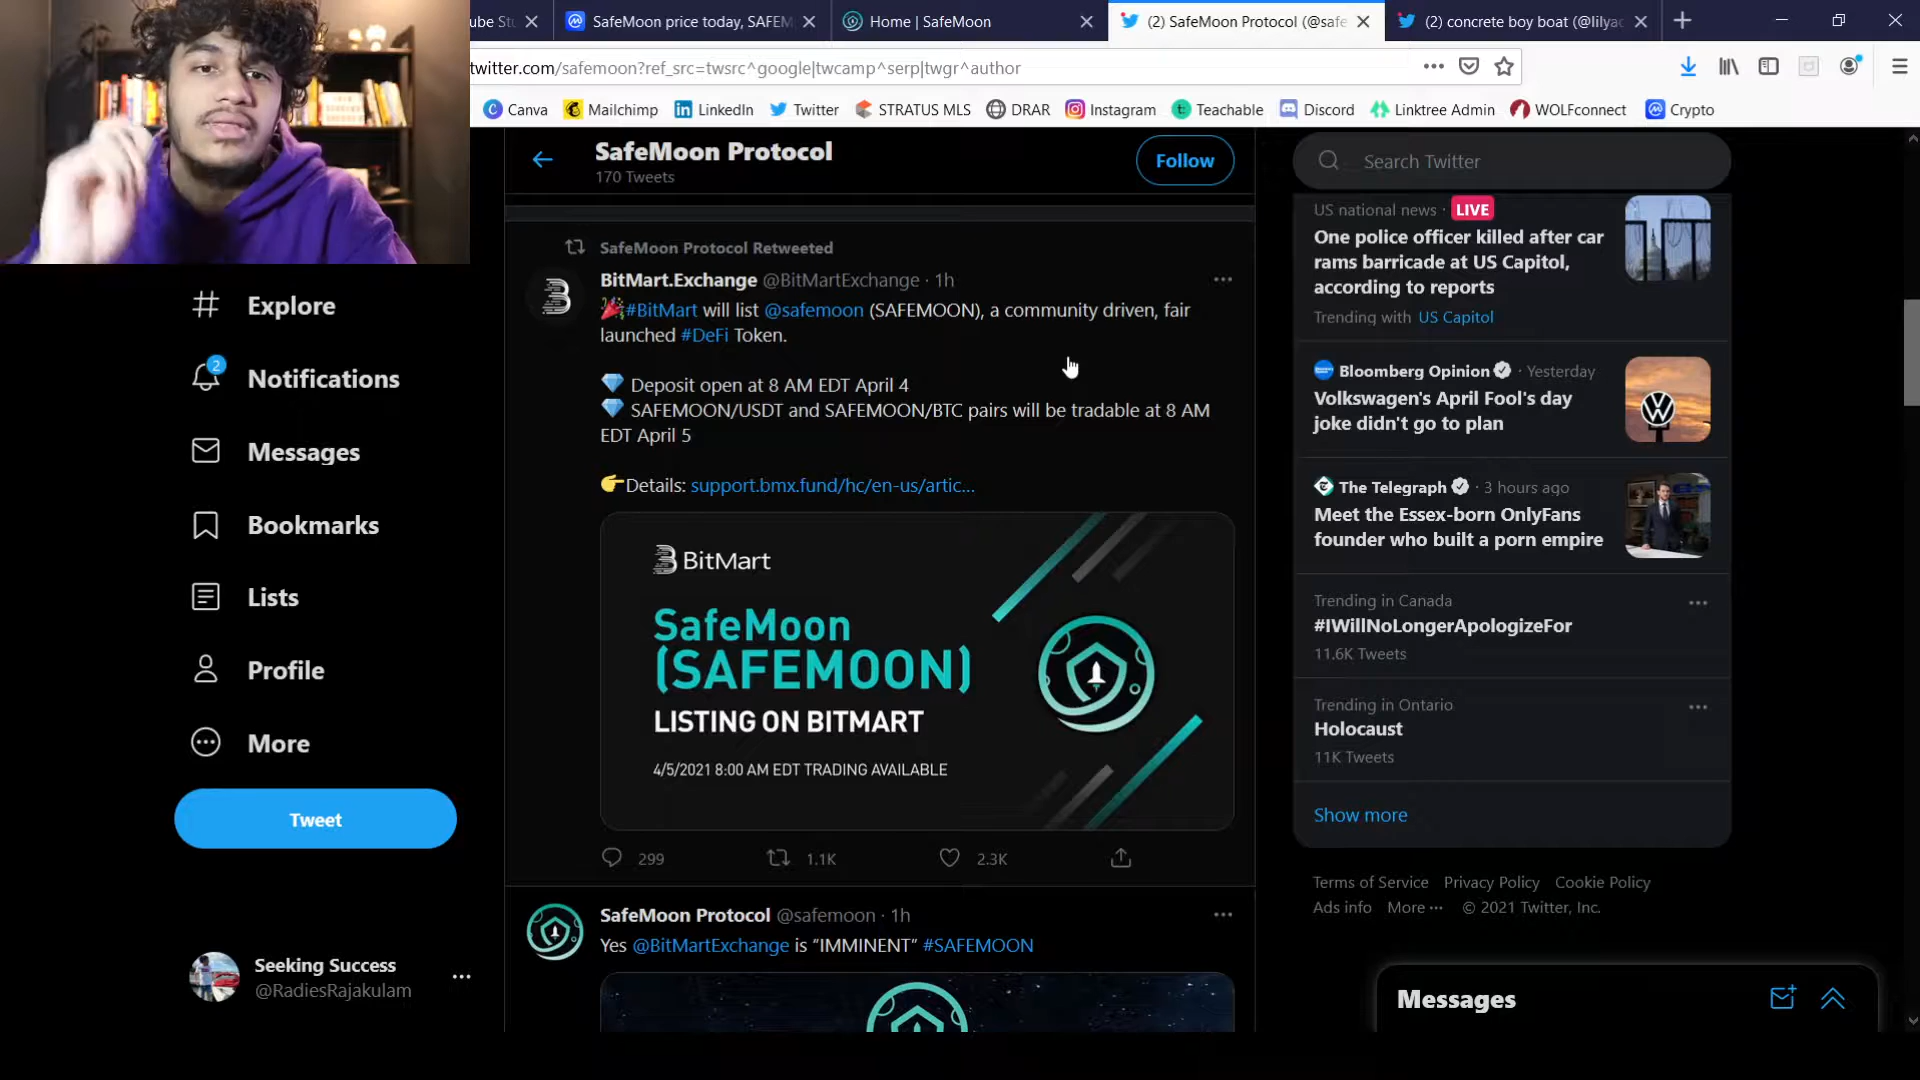 ube Stu
SafeMoon price today, SAFEM
Home | SafeMoon
(2) SafeMoon Protocol (@safe
(2) concrete boy boat (@lilyac
twitter.com/safemoon?ref_src=twsrc^google|twcamp^serp|twgr^author
Canva
Mailchimp
LinkedIn
Twitter
STRATUS MLS
DRAR
Instagram
Teachable
Discord
Linktree Admin
WOLFconnect
Crypto
SafeMoon Protocol
170 Tweets
Follow
Search Twitter
Explore
Notifications
2
Messages
Bookmarks
Lists
Profile
More
Tweet
Seeking Success
@RadiesRajakulam
SafeMoon Protocol Retweeted
BitMart.Exchange @BitMartExchange · 1h
🎉#BitMart will list @safemoon (SAFEMOON), a community driven, fair
launched #DeFi Token.
💎 Deposit open at 8 AM EDT April 4
💎 SAFEMOON/USDT and SAFEMOON/BTC pairs will be tradable at 8 AM
EDT April 5
👉Details: support.bmx.fund/hc/en-us/artic...
BitMart
SafeMoon
(SAFEMOON)
LISTING ON BITMART
4/5/2021 8:00 AM EDT TRADING AVAILABLE
299
1.1K
2.3K
SafeMoon Protocol @safemoon · 1h
Yes @BitMartExchange is “IMMINENT” #SAFEMOON
US national news · LIVE
One police officer killed after car
rams barricade at US Capitol,
according to reports
Trending with US Capitol
Bloomberg Opinion · Yesterday
Volkswagen's April Fool's day
joke didn't go to plan
The Telegraph · 3 hours ago
Meet the Essex-born OnlyFans
founder who built a porn empire
Trending in Canada
#IWillNoLongerApologizeFor
11.6K Tweets
Trending in Ontario
Holocaust
11K Tweets
Show more
Terms of Service Privacy Policy Cookie Policy
Ads info More ··· © 2021 Twitter, Inc.
Messages